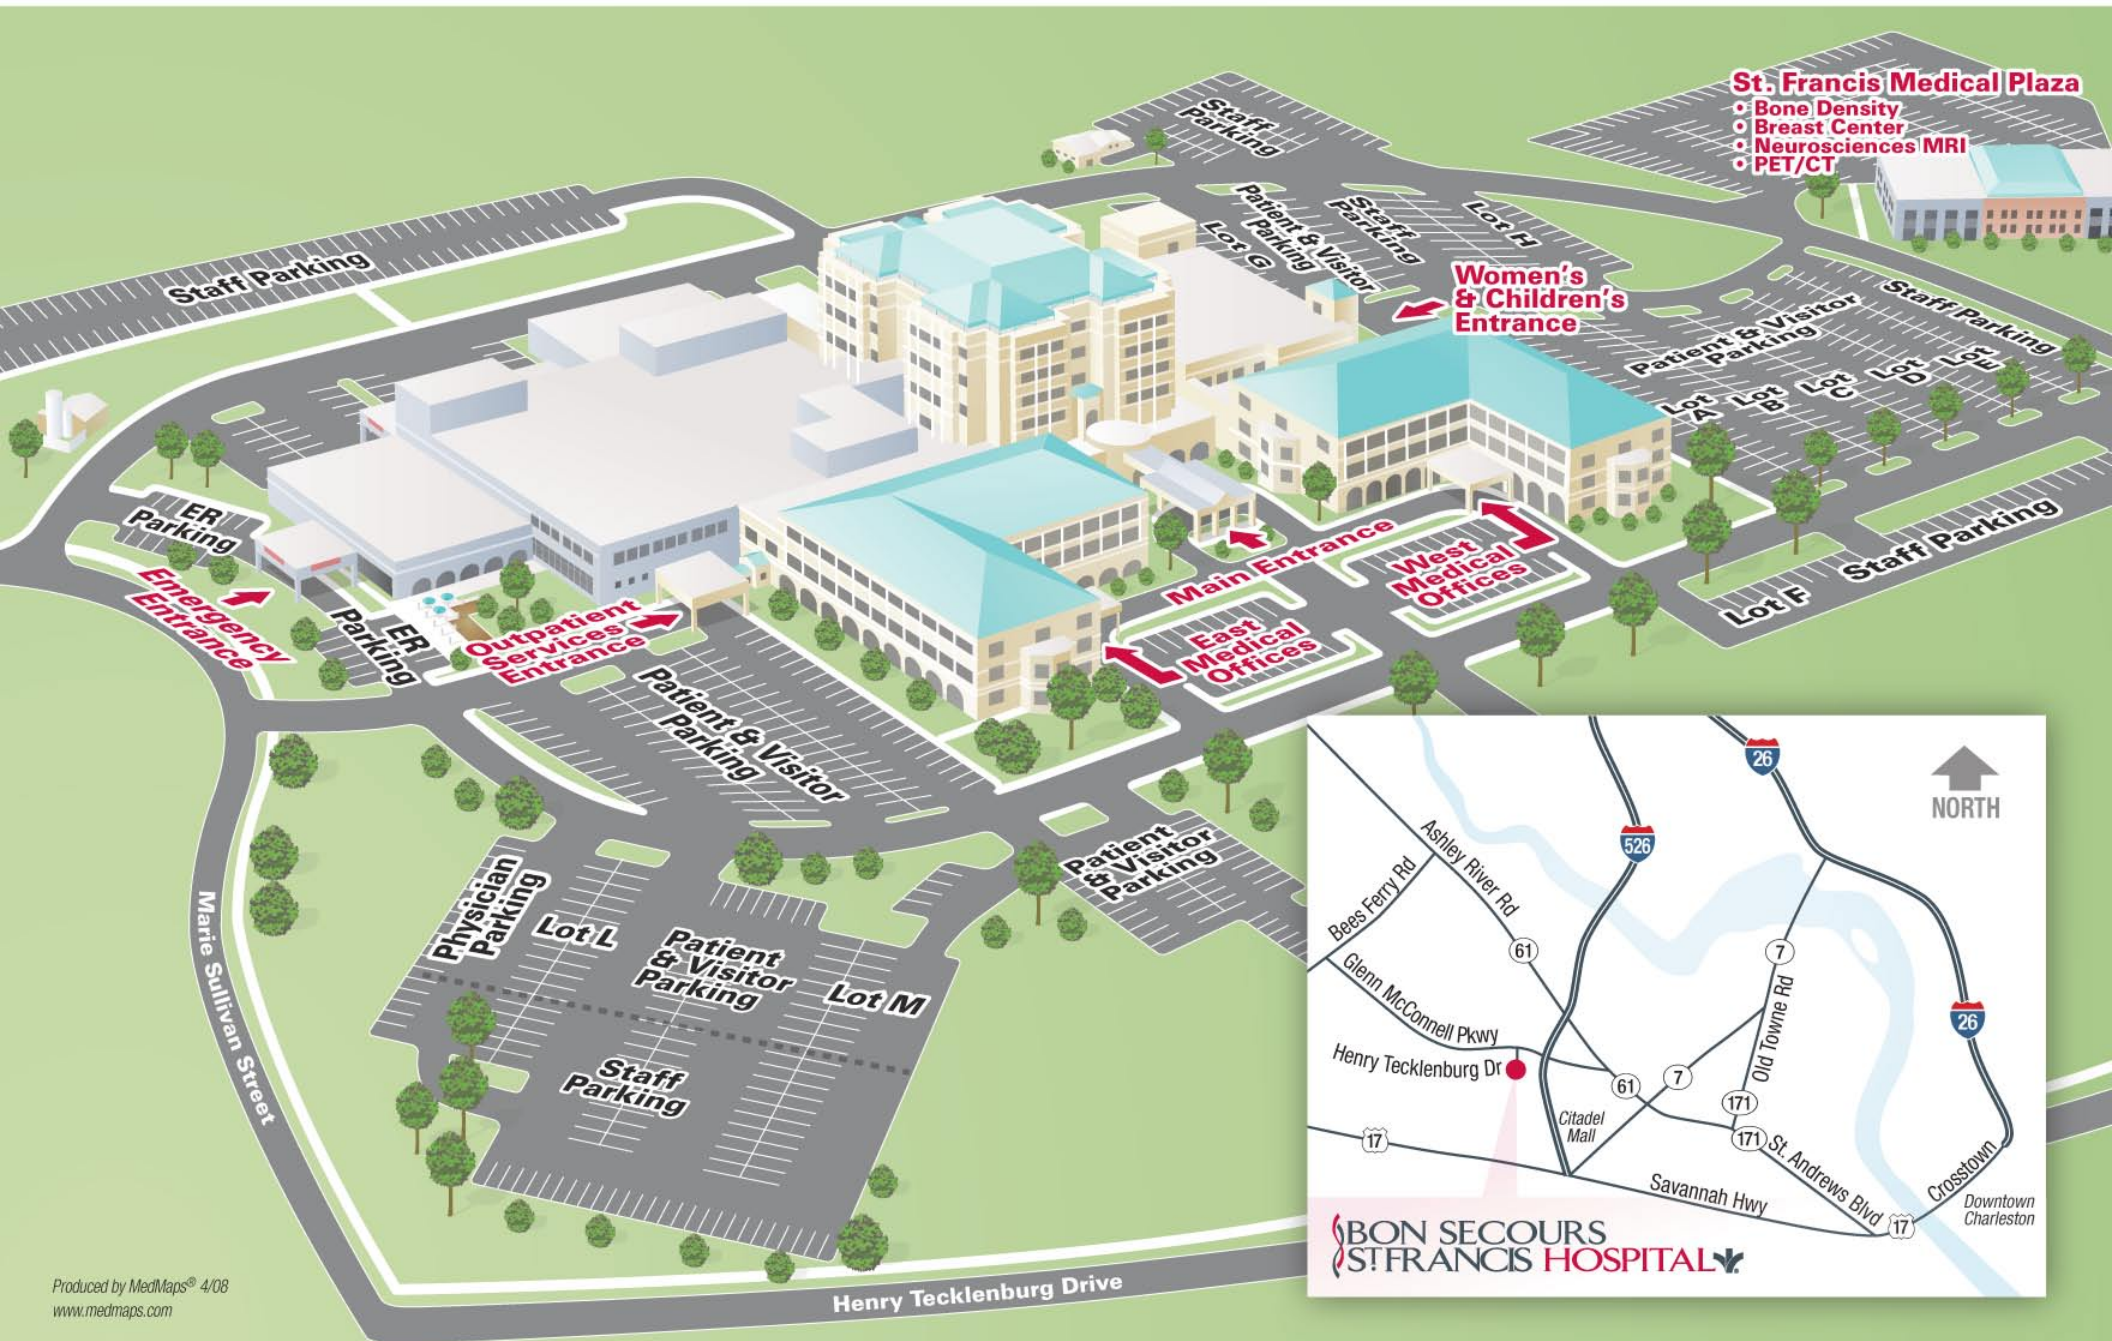 St. Francis Medical Plaza
• Bone Density
• Breast Center
• Neurosciences MRI
• PET/CT
Staff
Parking
Patient & Visitor
Parking
Lot G
Staff
Parking
Lot H
Staff Parking
Women's
& Children's
Entrance
Patient & Visitor
Parking
Staff Parking
Lot
A
Lot
B
Lot
C
Lot
D
Lot
E
Staff Parking
Lot F
ER
Parking
Emergency
Entrance
ER
Parking
Outpatient
Services
Entrance
Main Entrance
West
Medical
Offices
East
Medical
Offices
Patient & Visitor
Parking
Patient
& Visitor
Parking
Physician
Parking
Lot L
Patient
& Visitor
Parking
Lot M
Staff
Parking
Marie Sullivan Street
Henry Tecklenburg Drive
26
NORTH
526
Ashley River Rd
Bees Ferry Rd
61
7
Glenn McConnell Pkwy
Old Towne Rd
26
Henry Tecklenburg Dr
61
7
171
Citadel
Mall
17
171
St. Andrews Blvd
Savannah Hwy
17
Crosstown
Downtown
Charleston
BON SECOURS
ST FRANCIS HOSPITAL
Produced by MedMaps® 4/08
www.medmaps.com